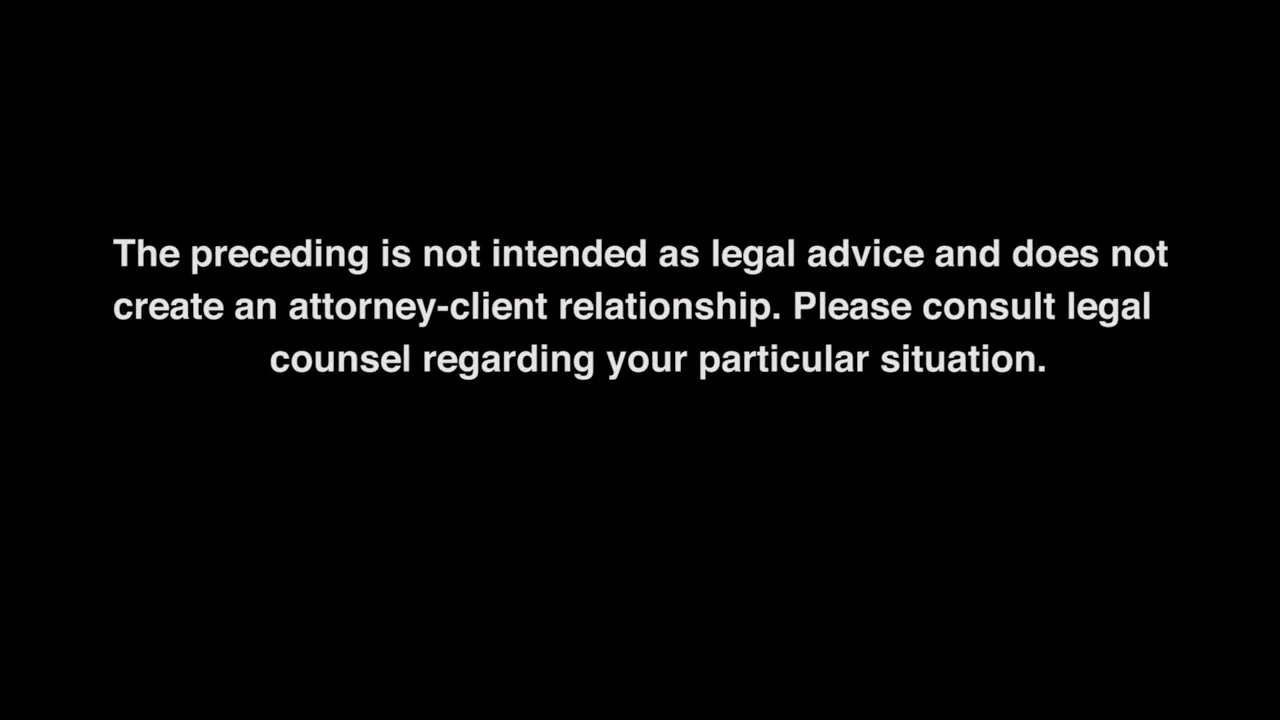 The preceding is not intended as legal advice and does not
create an attorney-client relationship. Please consult legal
counsel regarding your particular situation.